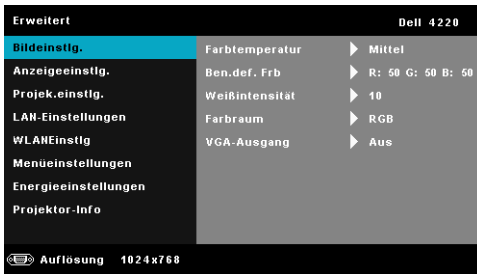 Erweitert Dell 4220
Bildeinstlg. Farbtemperatur Mittel
Anzeigeeinstlg. Ben.def. Frb R: 50 G: 50 B: 50
Projek.einstlg. Weißintensität 10
LAN-Einstellungen Farbraum RGB
WLANEinstlg VGA-Ausgang Aus
Menüeinstellungen
Energieeinstellungen
Projektor-Info
Auflösung 1024x768